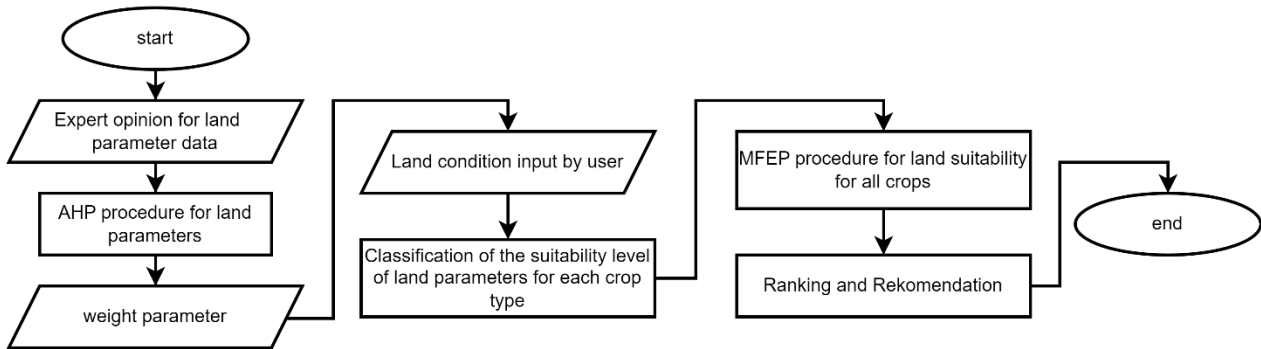 start
Expert opinion for land
parameter data
AHP procedure for land
parameters
weight parameter
Land condition input by user
Classification of the suitability level
of land parameters for each crop
type
MFEP procedure for land suitability
for all crops
Ranking and Rekomendation
end